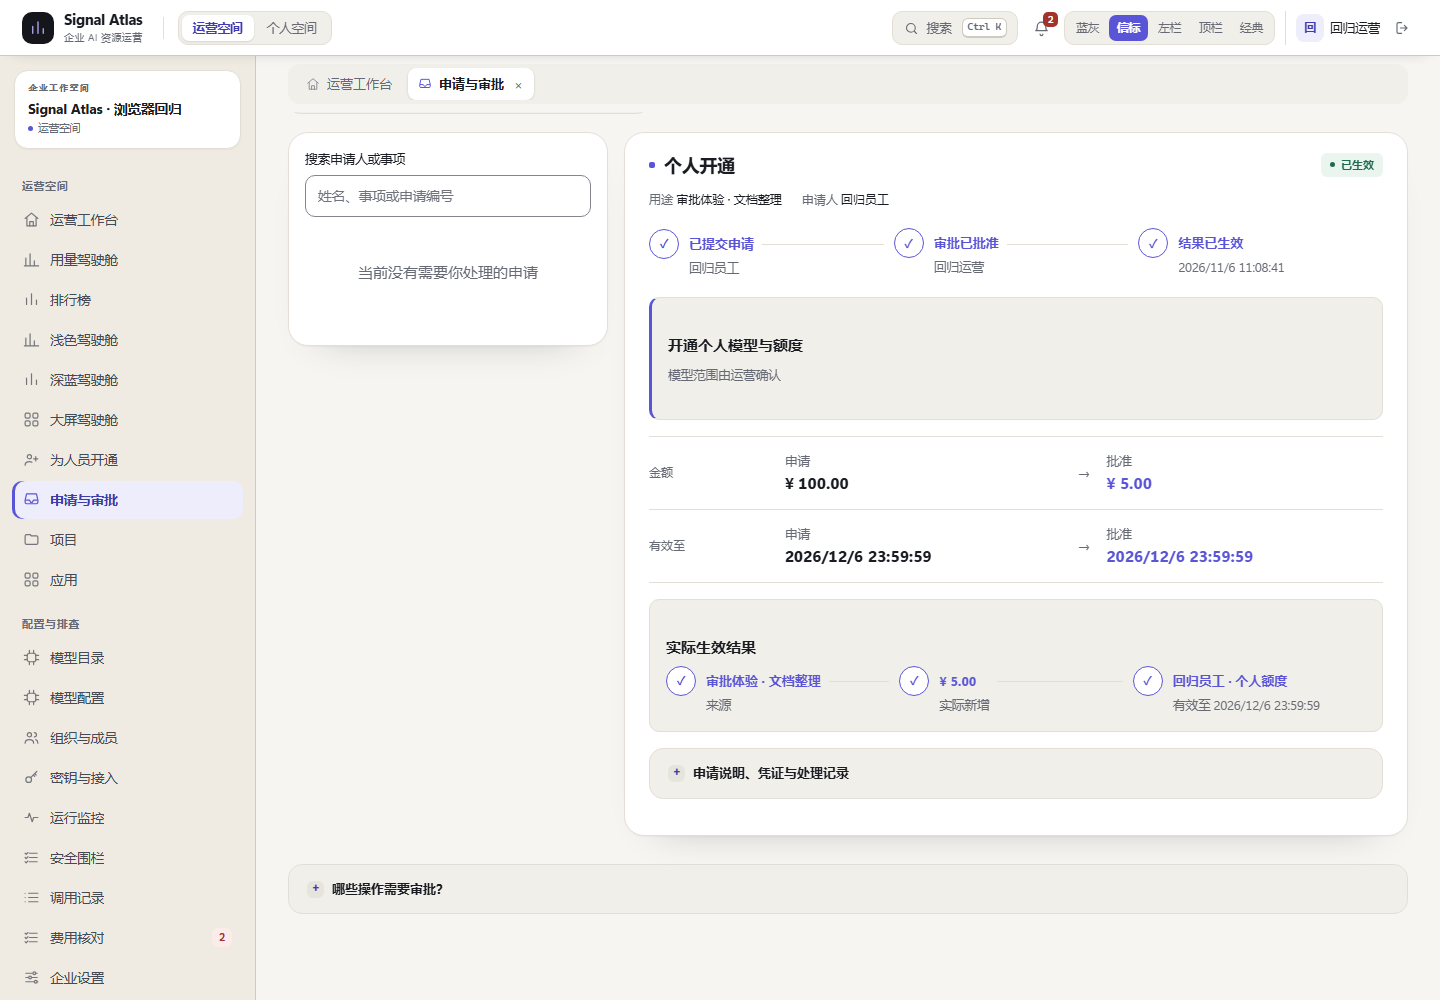 Signal Atlas
企业 AI 资源运营
运营空间 个人空间
搜索 Ctrl K
2
蓝灰 信标 左栏 顶栏 经典
回 回归运营
企业工作空间
Signal Atlas · 浏览器回归
运营空间
运营空间
运营工作台
用量驾驶舱
排行榜
浅色驾驶舱
深蓝驾驶舱
大屏驾驶舱
为人员开通
申请与审批
项目
应用
配置与排查
模型目录
模型配置
组织与成员
密钥与接入
运行监控
安全围栏
调用记录
费用核对 2
企业设置
运营工作台 申请与审批 ×
搜索申请人或事项
姓名、事项或申请编号
当前没有需要你处理的申请
个人开通 已生效
用途 审批体验 · 文档整理 申请人 回归员工
✓ 已提交申请 ✓ 审批已批准 ✓ 结果已生效
回归员工 回归运营 2026/11/6 11:08:41
开通个人模型与额度
模型范围由运营确认
金额 申请 → 批准
¥ 100.00 ¥ 5.00
有效至 申请 → 批准
2026/12/6 23:59:59 2026/12/6 23:59:59
实际生效结果
✓ 审批体验 · 文档整理 ✓ ¥ 5.00 ✓ 回归员工 · 个人额度
来源 实际新增 有效至 2026/12/6 23:59:59
+ 申请说明、凭证与处理记录
+ 哪些操作需要审批?